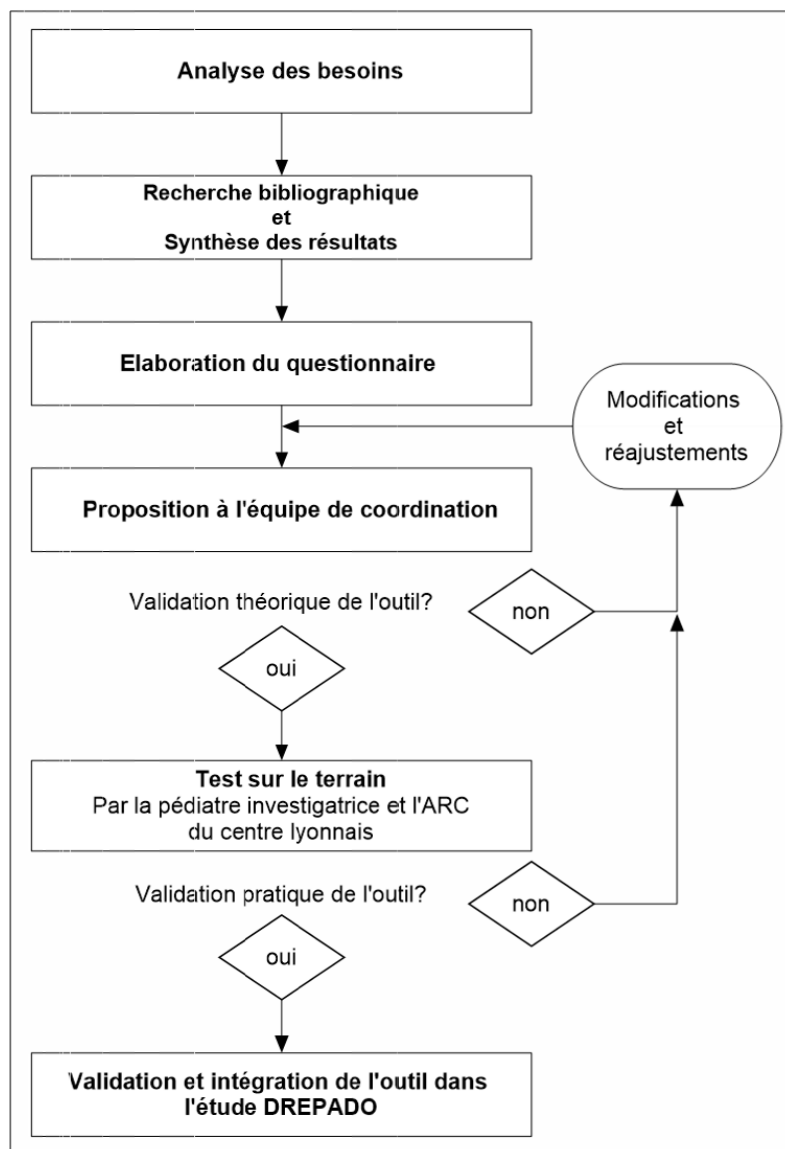 Analyse des besoins
Recherche bibliographique
et
Synthèse des résultats
Elaboration du questionnaire
Modifications
et
réajustements
Proposition à l'équipe de coordination
Validation théorique de l'outil?
non
oui
Test sur le terrain
Par la pédiatre investigatrice et l'ARC
du centre lyonnais
Validation pratique de l'outil?
non
oui
Validation et intégration de l'outil dans
l'étude DREPADO